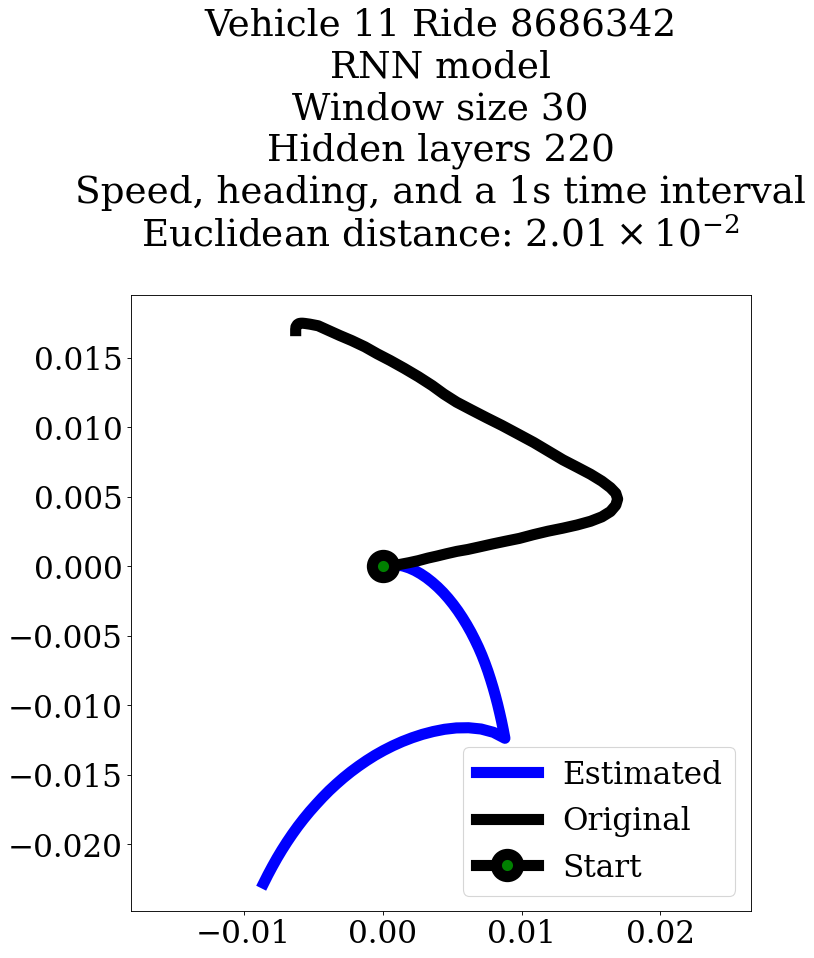 Vehicle 11 Ride 8686342
RNN model
Window size 30
Hidden layers 220
Speed, heading, and a 1s time interval
Euclidean distance: 2.01 × 10⁻²
0.015
0.010
0.005
0.000
−0.005
−0.010
−0.015
−0.020
−0.01 0.00 0.01 0.02
Estimated
Original
Start